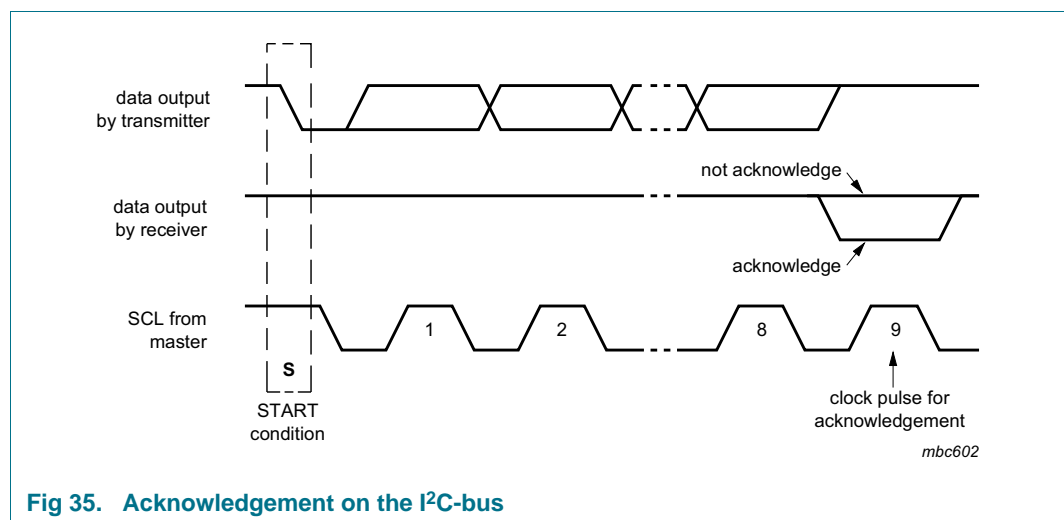 data output
by transmitter
not acknowledge
data output
by receiver
acknowledge
SCL from
master
1
2
8
9
S
START
condition
clock pulse for
acknowledgement
mbc602
Fig 35. Acknowledgement on the I²C-bus